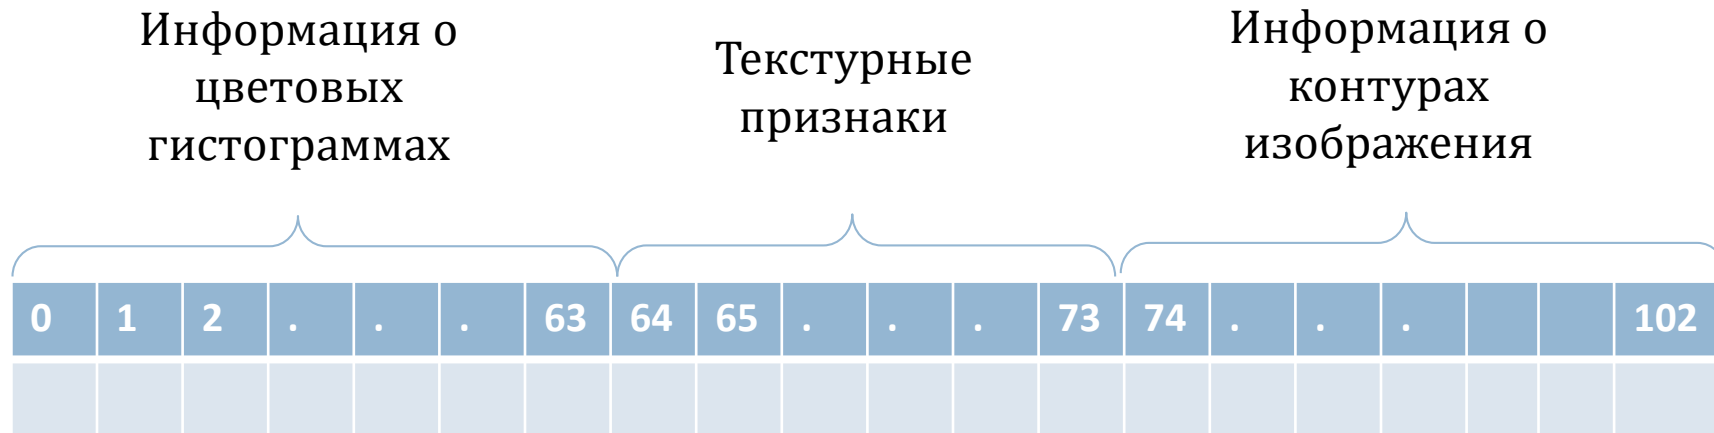 Информация о
цветовых
гистограммах
Текстурные
признаки
Информация о
контурах
изображения
0 1 2 . . . 63 64 65 . . . 73 74 . . . 102